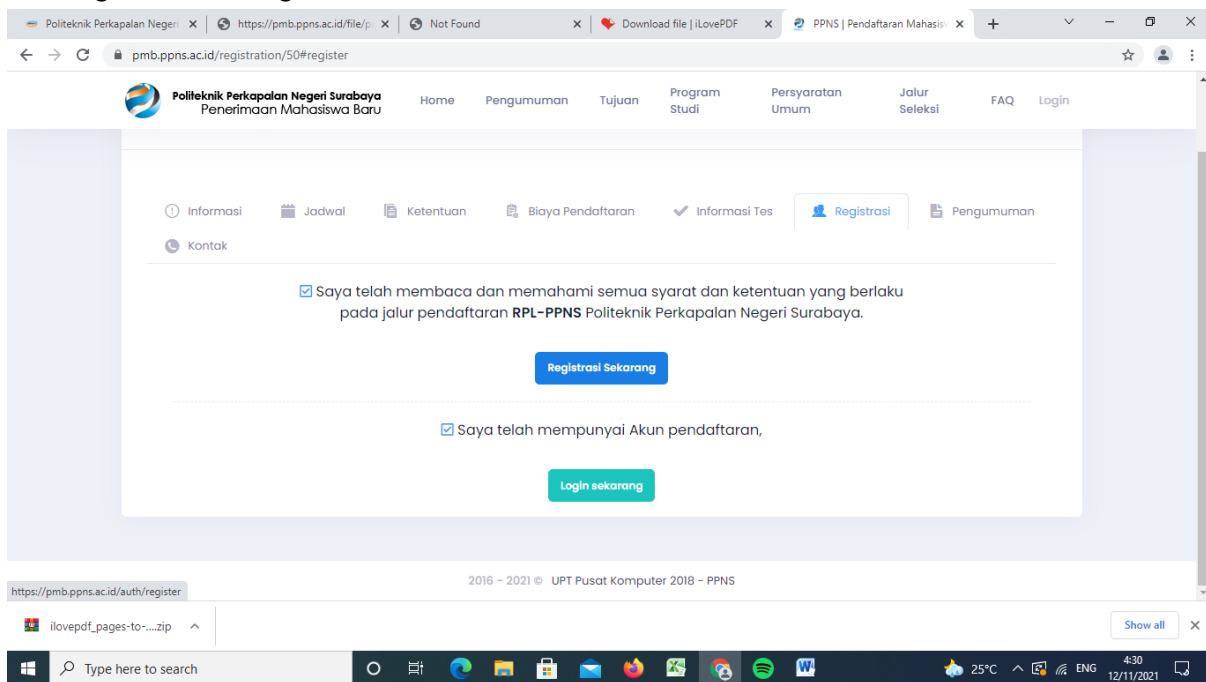 Politeknik Perkapalan Negeri
https://pmb.ppns.ac.id/file/p
Not Found
Download file | iLovePDF
PPNS | Pendaftaran Mahasisw
pmb.ppns.ac.id/registration/50#register
Politeknik Perkapalan Negeri Surabaya
Penerimaan Mahasiswa Baru
Home
Pengumuman
Tujuan
Program
Studi
Persyaratan
Umum
Jalur
Seleksi
FAQ
Login
Informasi
Jadwal
Ketentuan
Biaya Pendaftaran
Informasi Tes
Registrasi
Pengumuman
Kontak
Saya telah membaca dan memahami semua syarat dan ketentuan yang berlaku
pada jalur pendaftaran RPL-PPNS Politeknik Perkapalan Negeri Surabaya.
Registrasi Sekarang
Saya telah mempunyai Akun pendaftaran,
Login sekarang
2016 - 2021 © UPT Pusat Komputer 2018 - PPNS
https://pmb.ppns.ac.id/auth/register
ilovepdf_pages-to-....zip
Show all
Type here to search
25°C
ENG
4:30
12/11/2021